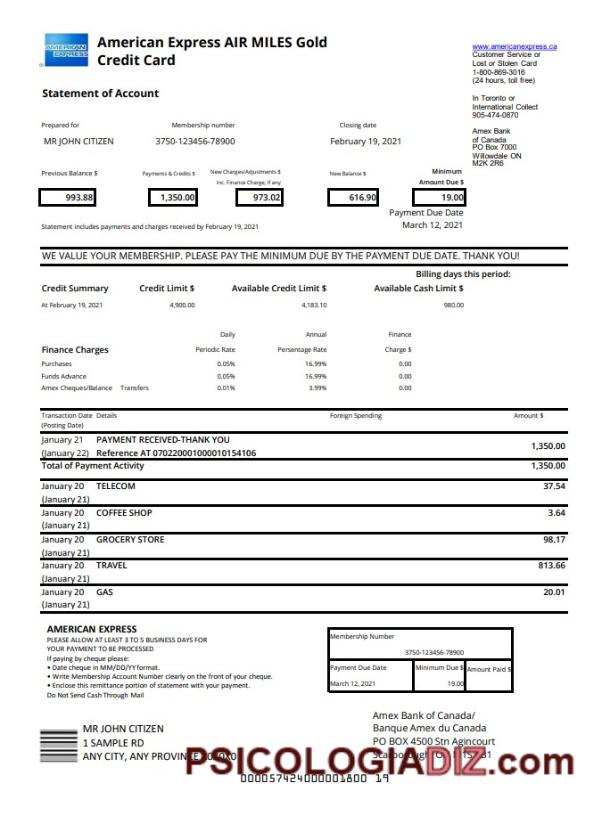 AMERICAN EXPRESS
American Express AIR MILES Gold
Credit Card
www.americanexpress.ca
Customer Service or
Lost or Stolen Card
1-800-869-3016
(24 hours, toll free)
In Toronto or
International Collect
905-474-0870
Amex Bank
of Canada
PO Box 7000
Willowdale ON
M2K 2R6
Statement of Account
Prepared for Membership number Closing date
MR JOHN CITIZEN 3750-123456-78900 February 19, 2021
Previous Balance $ Payments & Credits $ New Charges/Adjustments $ Inc. Finance Charge, if any New Balance $ Minimum Amount Due $
993.88 1,350.00 973.02 616.90 19.00
Payment Due Date
Statement includes payments and charges received by February 19, 2021 March 12, 2021
WE VALUE YOUR MEMBERSHIP. PLEASE PAY THE MINIMUM DUE BY THE PAYMENT DUE DATE. THANK YOU!
Billing days this period:
Credit Summary Credit Limit $ Available Credit Limit $ Available Cash Limit $
At February 19, 2021 4,900.00 4,183.10 980.00
Daily Annual Finance
Finance Charges Periodic Rate Persentage Rate Charge $
Purchases 0.05% 16.99% 0.00
Funds Advance 0.05% 16.99% 0.00
Amex Cheques/Balance Transfers 0.01% 3.99% 0.00
Transaction Date Details Foreign Spending Amount $
(Posting Date)
January 21 PAYMENT RECEIVED-THANK YOU
(January 22) Reference AT 070220001000010154106 1,350.00
Total of Payment Activity 1,350.00
January 20 TELECOM 37.54
(January 21)
January 20 COFFEE SHOP 3.64
(January 21)
January 20 GROCERY STORE 98.17
(January 21)
January 20 TRAVEL 813.66
(January 21)
January 20 GAS 20.01
(January 21)
AMERICAN EXPRESS
PLEASE ALLOW AT LEAST 3 TO 5 BUSINESS DAYS FOR
YOUR PAYMENT TO BE PROCESSED
If paying by cheque please:
• Date cheque in MM/DD/YY format.
• Write Membership Account Number clearly on the front of your cheque.
• Enclose this remittance portion of statement with your payment.
Do Not Send Cash Through Mail
Membership Number
3750-123456-78900
Payment Due Date Minimum Due $ Amount Paid $
March 12, 2021 19.00
MR JOHN CITIZEN
1 SAMPLE RD
ANY CITY, ANY PROVINCE
Amex Bank of Canada/
Banque Amex du Canada
PO BOX 4500 Stn Agincourt
Scarborough
PSICOLOGIADIZ.com
000057424000001800 19